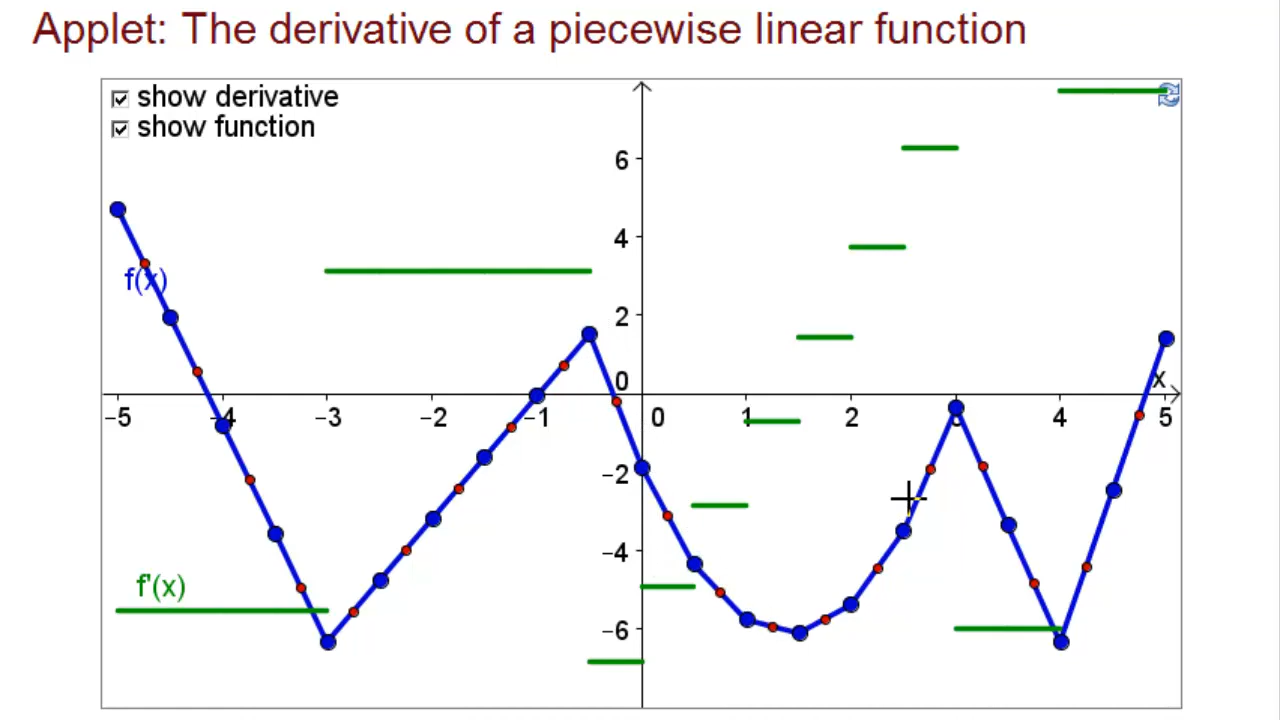 Applet: The derivative of a piecewise linear function
show derivative
show function
6
4
2
0
f(x)
x
−5 −4 −3 −2 −1 0 1 2 4 5
−2
−4
f'(x)
−6